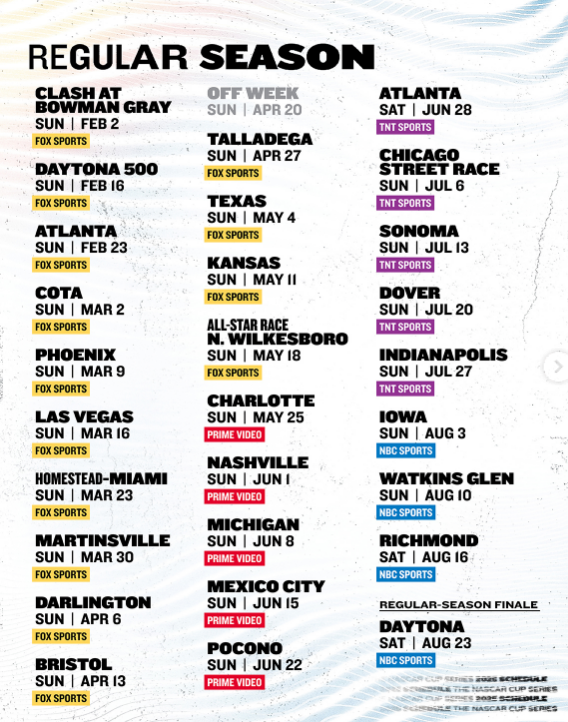 REGULAR SEASON
CLASH AT
BOWMAN GRAY
SUN | FEB 2
FOX SPORTS
DAYTONA 500
SUN | FEB 16
FOX SPORTS
ATLANTA
SUN | FEB 23
FOX SPORTS
COTA
SUN | MAR 2
FOX SPORTS
PHOENIX
SUN | MAR 9
FOX SPORTS
LAS VEGAS
SUN | MAR 16
FOX SPORTS
HOMESTEAD-MIAMI
SUN | MAR 23
FOX SPORTS
MARTINSVILLE
SUN | MAR 30
FOX SPORTS
DARLINGTON
SUN | APR 6
FOX SPORTS
BRISTOL
SUN | APR 13
FOX SPORTS
OFF WEEK
SUN | APR 20
TALLADEGA
SUN | APR 27
FOX SPORTS
TEXAS
SUN | MAY 4
FOX SPORTS
KANSAS
SUN | MAY 11
FOX SPORTS
ALL-STAR RACE
N. WILKESBORO
SUN | MAY 18
FOX SPORTS
CHARLOTTE
SUN | MAY 25
PRIME VIDEO
NASHVILLE
SUN | JUN 1
PRIME VIDEO
MICHIGAN
SUN | JUN 8
PRIME VIDEO
MEXICO CITY
SUN | JUN 15
PRIME VIDEO
POCONO
SUN | JUN 22
PRIME VIDEO
ATLANTA
SAT | JUN 28
TNT SPORTS
CHICAGO
STREET RACE
SUN | JUL 6
TNT SPORTS
SONOMA
SUN | JUL 13
TNT SPORTS
DOVER
SUN | JUL 20
TNT SPORTS
INDIANAPOLIS
SUN | JUL 27
TNT SPORTS
IOWA
SUN | AUG 3
NBC SPORTS
WATKINS GLEN
SUN | AUG 10
NBC SPORTS
RICHMOND
SAT | AUG 16
NBC SPORTS
REGULAR-SEASON FINALE
DAYTONA
SAT | AUG 23
NBC SPORTS
CUP SERIES 2025 SCHEDULE
SCHEDULE THE NASCAR CUP SERIES
CUP SERIES 2025 SCHEDULE
THE NASCAR CUP SERIES